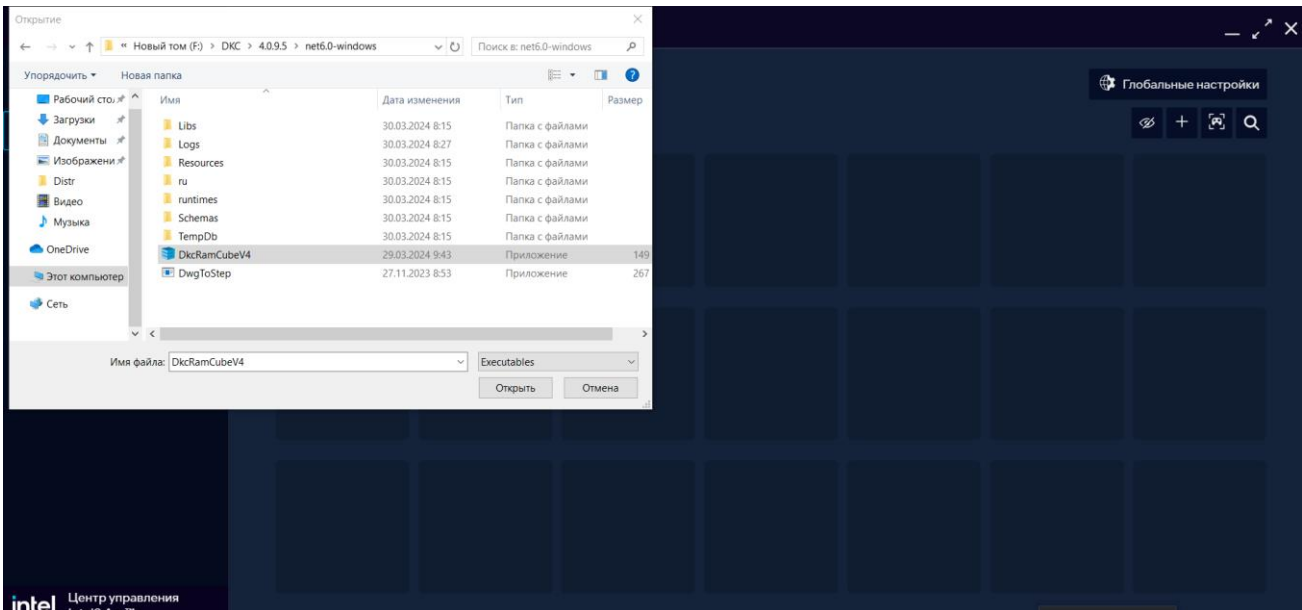 Открытие
« Новый том (F:) > DKC > 4.0.9.5 > net6.0-windows
Поиск в: net6.0-windows
Упорядочить
Новая папка
Глобальные настройки
Имя Дата изменения Тип Размер
Рабочий сто
Загрузки
Документы
Изображени
Distr
Видео
Музыка
OneDrive
Этот компьютер
Сеть
Libs 30.03.2024 8:15 Папка с файлами
Logs 30.03.2024 8:27 Папка с файлами
Resources 30.03.2024 8:15 Папка с файлами
ru 30.03.2024 8:15 Папка с файлами
runtimes 30.03.2024 8:15 Папка с файлами
Schemas 30.03.2024 8:15 Папка с файлами
TempDb 30.03.2024 8:15 Папка с файлами
DkcRamCubeV4 29.03.2024 9:43 Приложение 149
DwgToStep 27.11.2023 8:53 Приложение 267
Имя файла: DkcRamCubeV4
Executables
Открыть
Отмена
intel
Центр управления